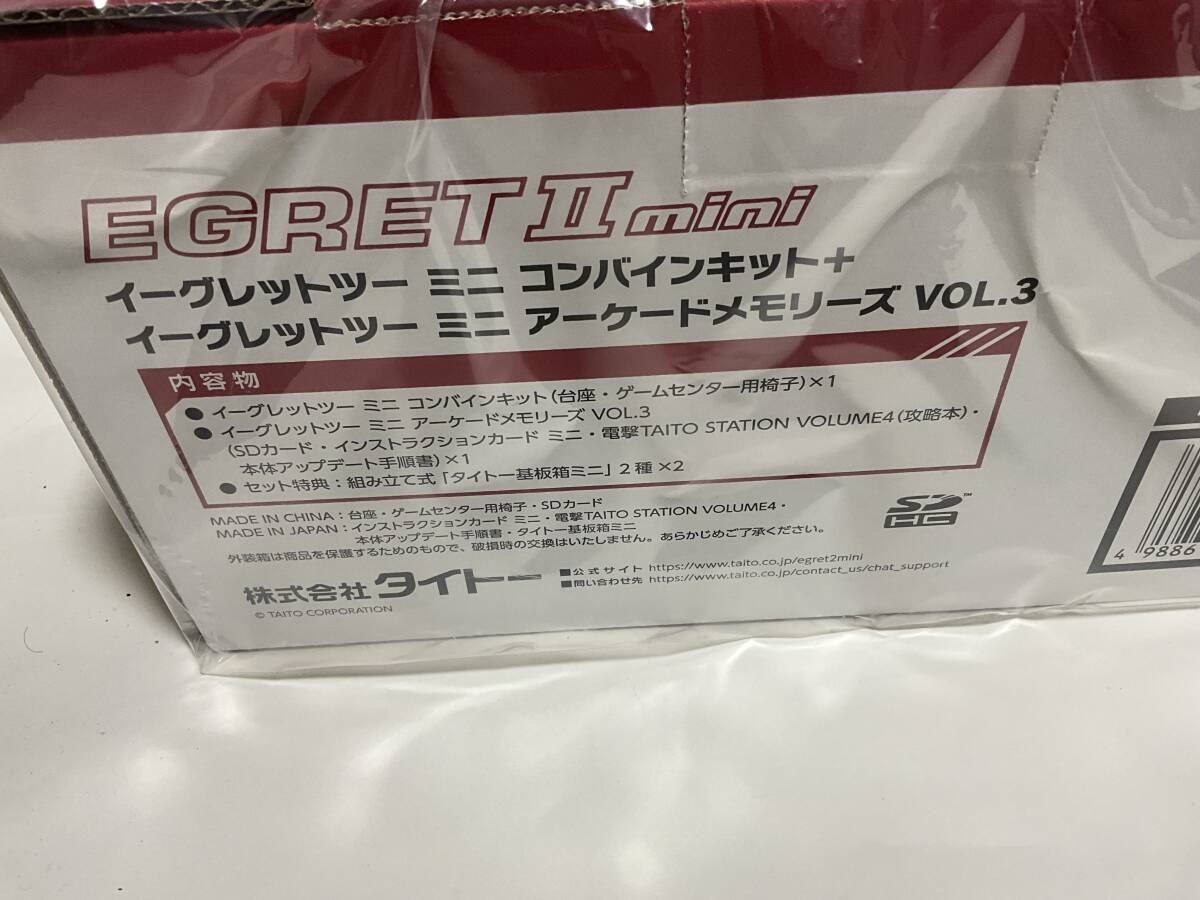 EGRET II mini
イーグレットツー ミニ コンバインキット+
イーグレットツー ミニ アーケードメモリーズ VOL.3
内容物
● イーグレットツー ミニ コンバインキット(台座・ゲームセンター用椅子)×1
● イーグレットツー ミニ アーケードメモリーズ VOL.3
(SDカード・インストラクションカード ミニ・電撃TAITO STATION VOLUME4(攻略本)・
本体アップデート手順書)×1
● セット特典:組み立て式「タイトー基板箱ミニ」2種 ×2
MADE IN CHINA:台座・ゲームセンター用椅子・SDカード
MADE IN JAPAN:インストラクションカード ミニ・電撃TAITO STATION VOLUME4・
本体アップデート手順書・タイトー基板箱ミニ
外装箱は商品を保護するためのもので、破損時の交換はいたしません。あらかじめご了承ください。
株式会社 タイトー
■公式サイト https://www.taito.co.jp/egret2mini
■問い合わせ先 https://www.taito.co.jp/contact_us/chat_support
© TAITO CORPORATION
SD HC ™
4 9886